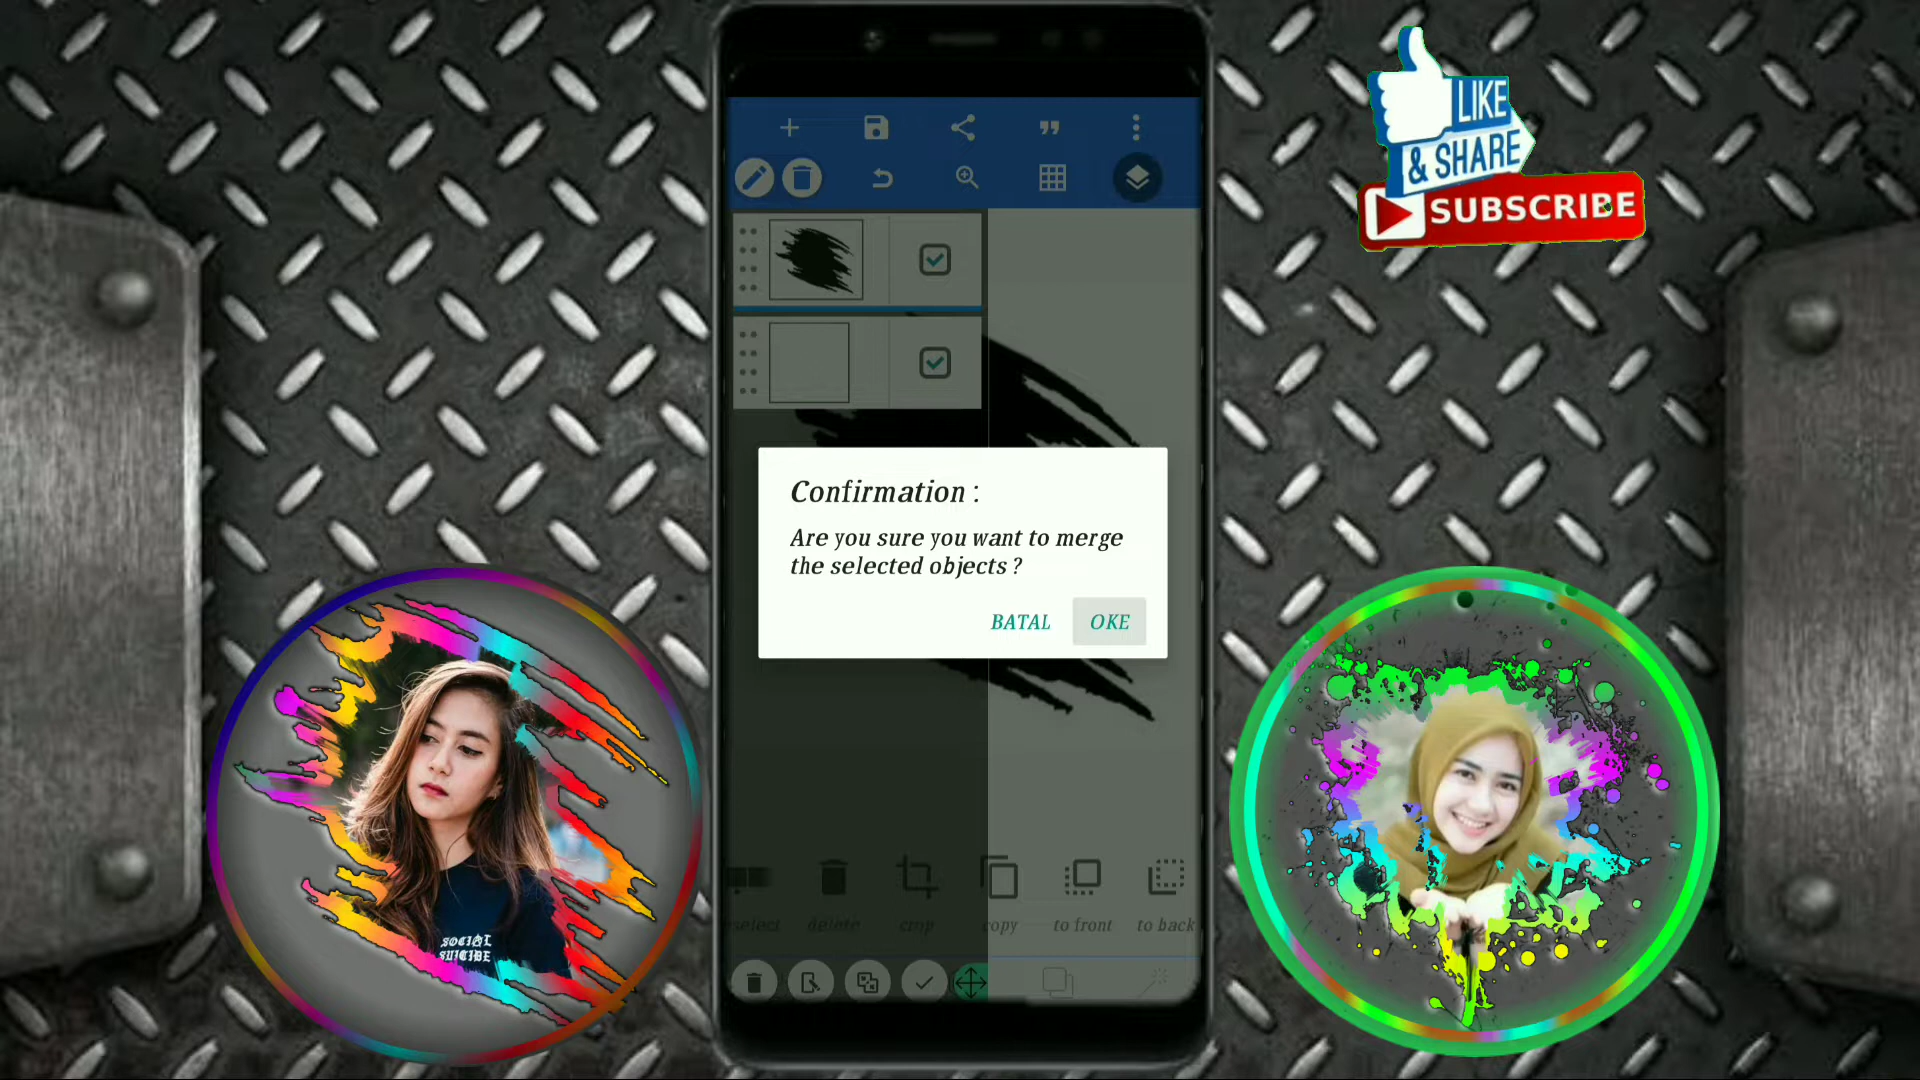 LIKE
& SHARE
SUBSCRIBE
Confirmation :
Are you sure you want to merge
the selected objects ?
BATAL
OKE
delete
crop
copy
to front
to back
SOCIAL
SUICIDE